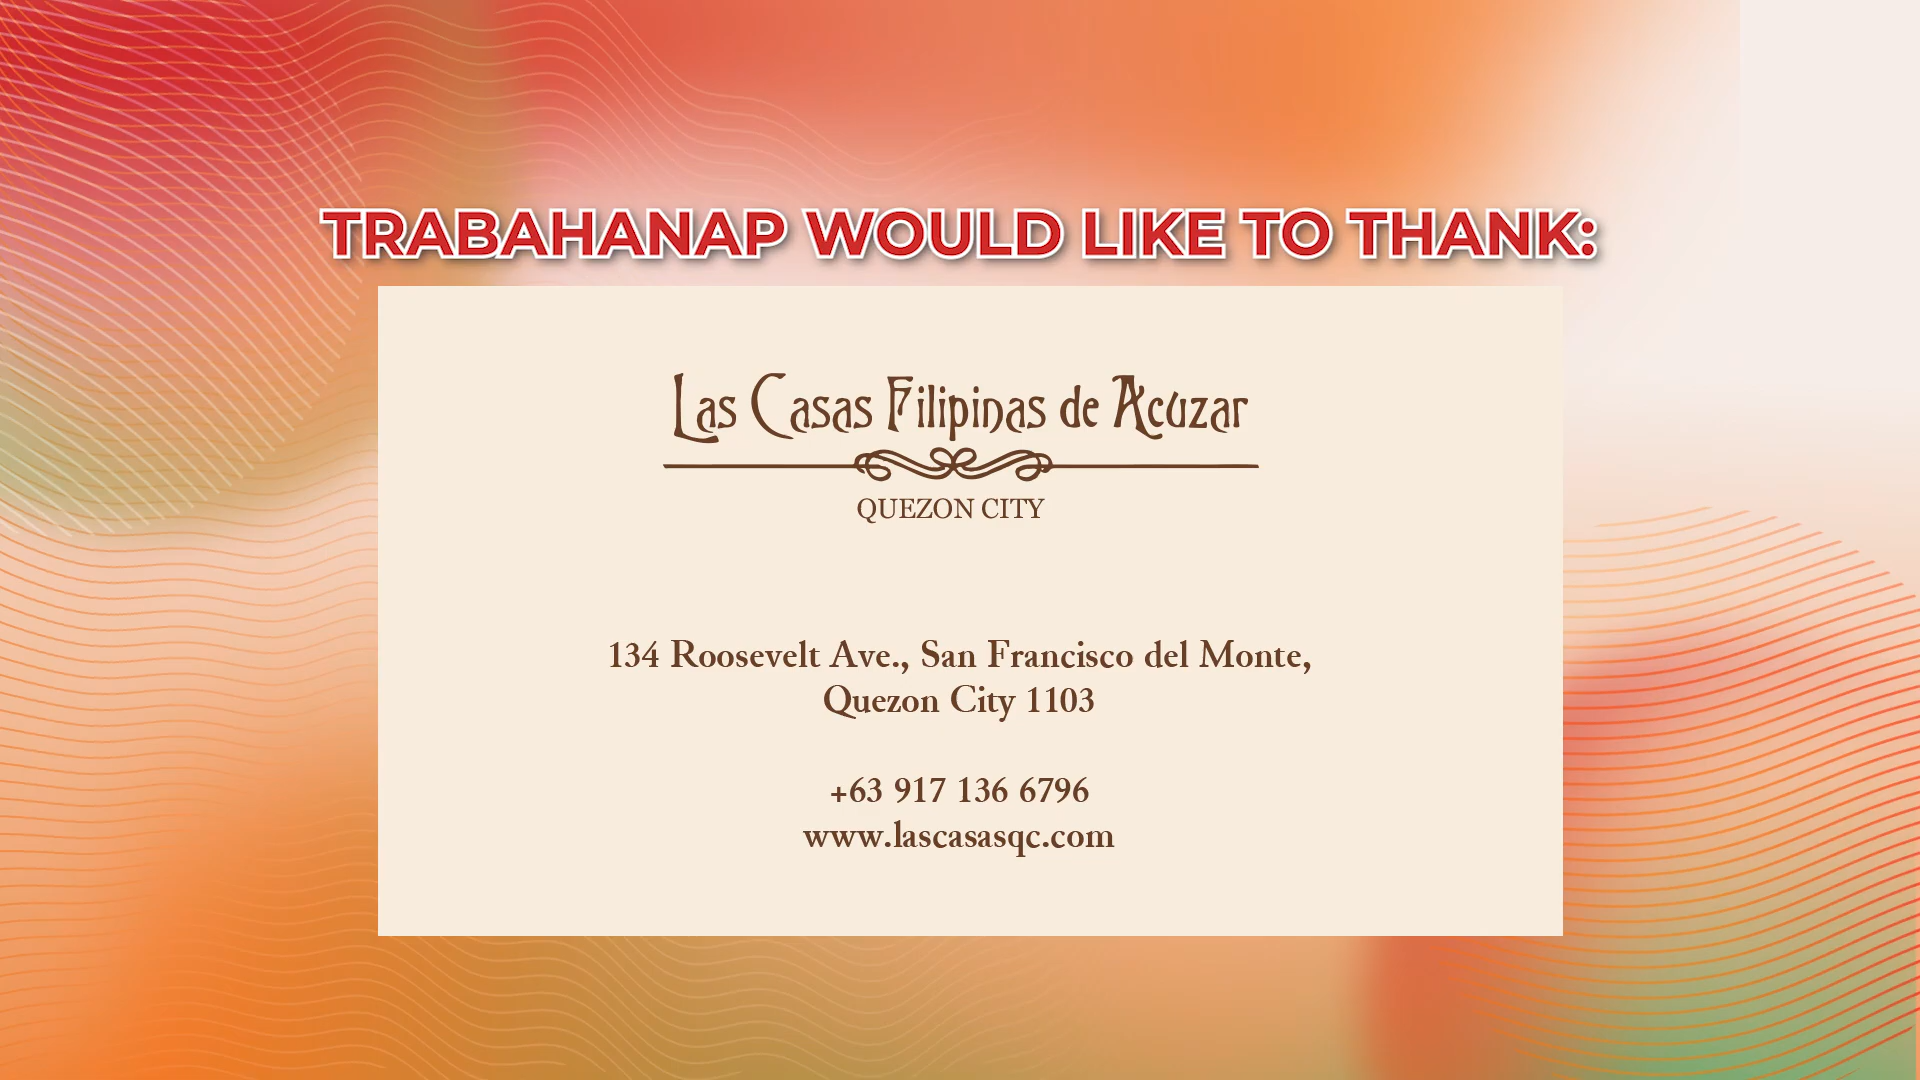 TRABAHANAP WOULD LIKE TO THANK:
Las Casas Filipinas de Acuzar
QUEZON CITY
134 Roosevelt Ave., San Francisco del Monte,
Quezon City 1103
+63 917 136 6796
www.lascasasqc.com